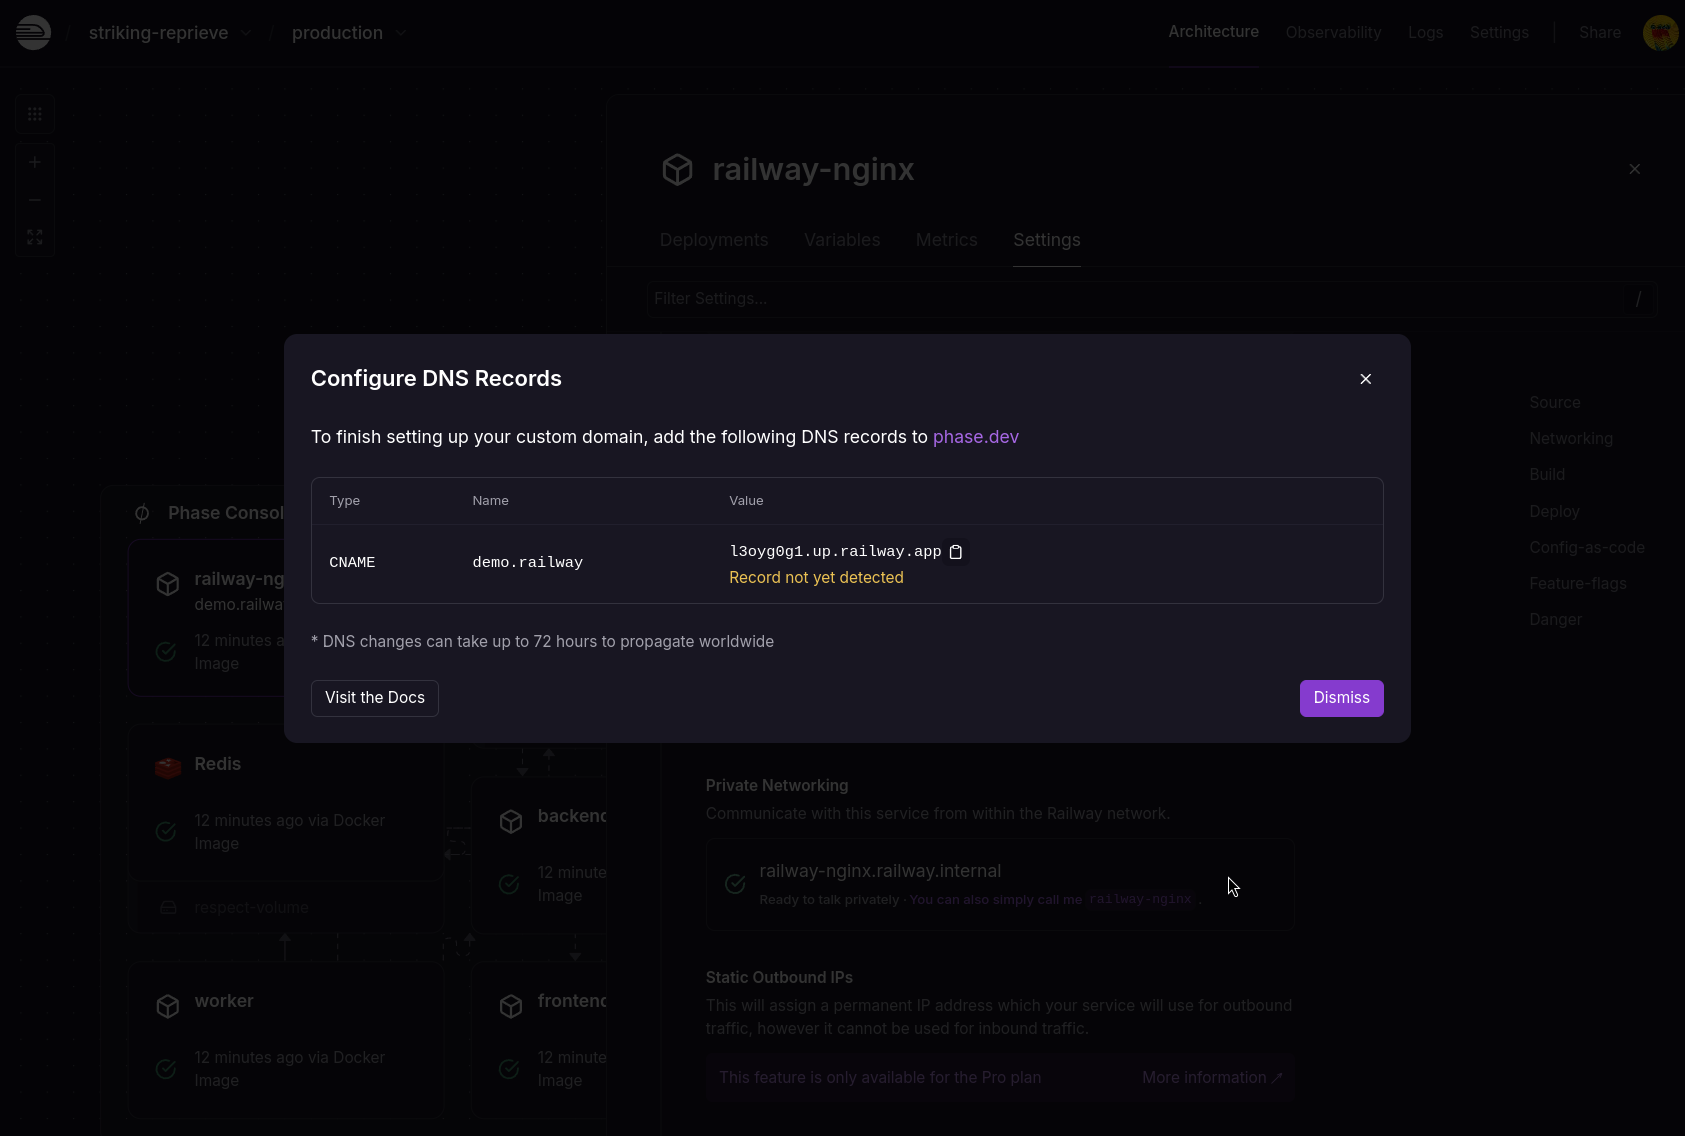 / striking-reprieve / production
Architecture Observability Logs Settings Share
railway-nginx
Deployments Variables Metrics Settings
Filter Settings... /
Configure DNS Records
To finish setting up your custom domain, add the following DNS records to phase.dev
Type Name Value
CNAME demo.railway l3oyg0g1.up.railway.app
Record not yet detected
* DNS changes can take up to 72 hours to propagate worldwide
Visit the Docs Dismiss
Source
Networking
Build
Deploy
Config-as-code
Feature-flags
Danger
Phase Consol
railway-ng
demo.railwa
12 minutes a
Image
Redis
12 minutes ago via Docker
Image
respect-volume
backend
12 minute
Image
worker
12 minutes ago via Docker
Image
frontend
12 minute
Image
Private Networking
Communicate with this service from within the Railway network.
railway-nginx.railway.internal
Ready to talk privately · You can also simply call me railway-nginx .
Static Outbound IPs
This will assign a permanent IP address which your service will use for outbound
traffic, however it cannot be used for inbound traffic.
This feature is only available for the Pro plan More information ↗